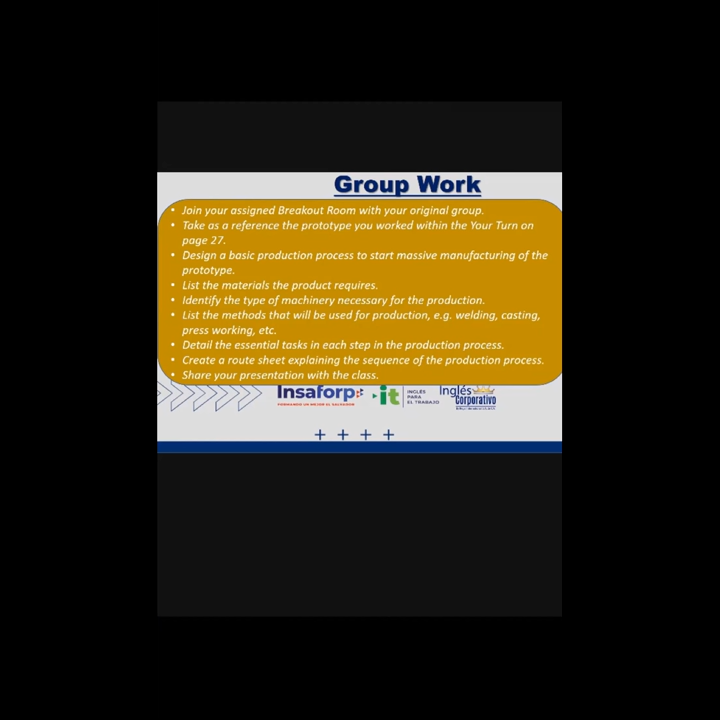 Group Work
• Join your assigned Breakout Room with your original group.
• Take as a reference the prototype you worked within the Your Turn on
page 27.
• Design a basic production process to start massive manufacturing of the
prototype.
• List the materials the product requires.
• Identify the type of machinery necessary for the production.
• List the methods that will be used for production, e.g. welding, casting,
press working, etc.
• Detail the essential tasks in each step in the production process.
• Create a route sheet explaining the sequence of the production process.
• Share your presentation with the class.
Insaforp
FORMANDO UN MEJOR EL SALVADOR
it
INGLÉS
PARA
EL TRABAJO
Inglés
Corporativo